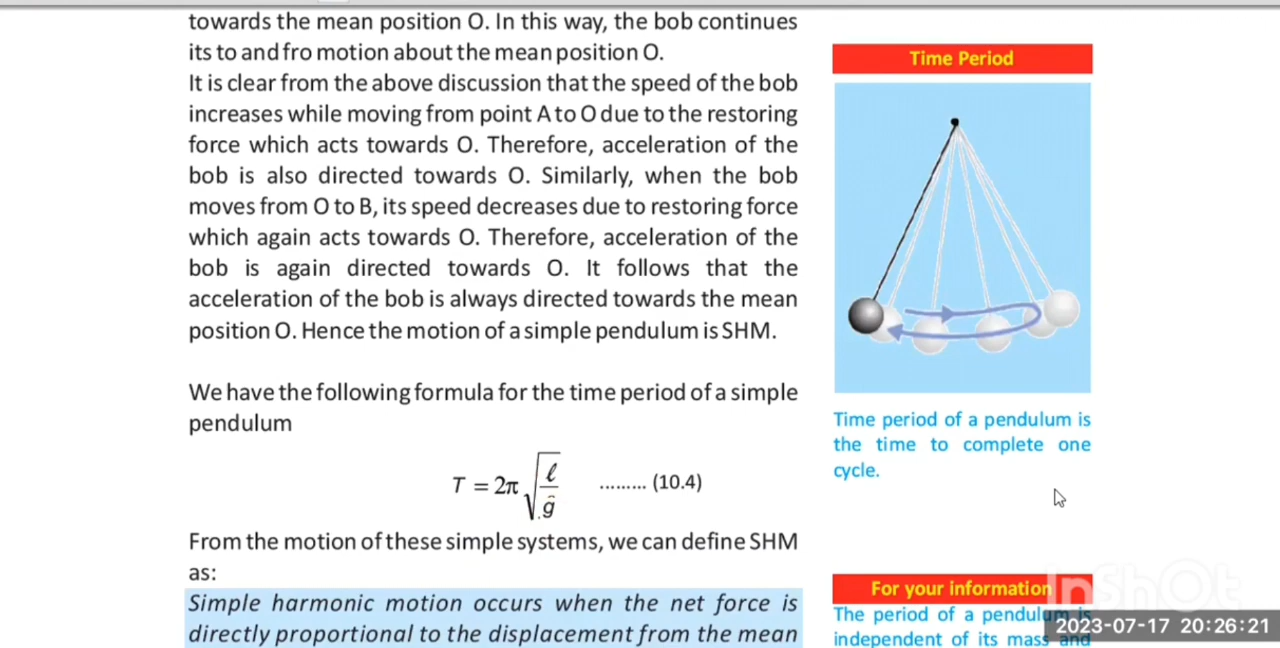 towards the mean position O. In this way, the bob continues
its to and fro motion about the mean position O.
It is clear from the above discussion that the speed of the bob
increases while moving from point A to O due to the restoring
force which acts towards O. Therefore, acceleration of the
bob is also directed towards O. Similarly, when the bob
moves from O to B, its speed decreases due to restoring force
which again acts towards O. Therefore, acceleration of the
bob is again directed towards O. It follows that the
acceleration of the bob is always directed towards the mean
position O. Hence the motion of a simple pendulum is SHM.
We have the following formula for the time period of a simple
pendulum
T = 2π √(ℓ/g) ......... (10.4)
From the motion of these simple systems, we can define SHM
as:
Simple harmonic motion occurs when the net force is
directly proportional to the displacement from the mean
Time Period
Time period of a pendulum is
the time to complete one
cycle.
For your information
The period of a pendulum is
independent of its mass and
InShOt
2023-07-17 20:26:21